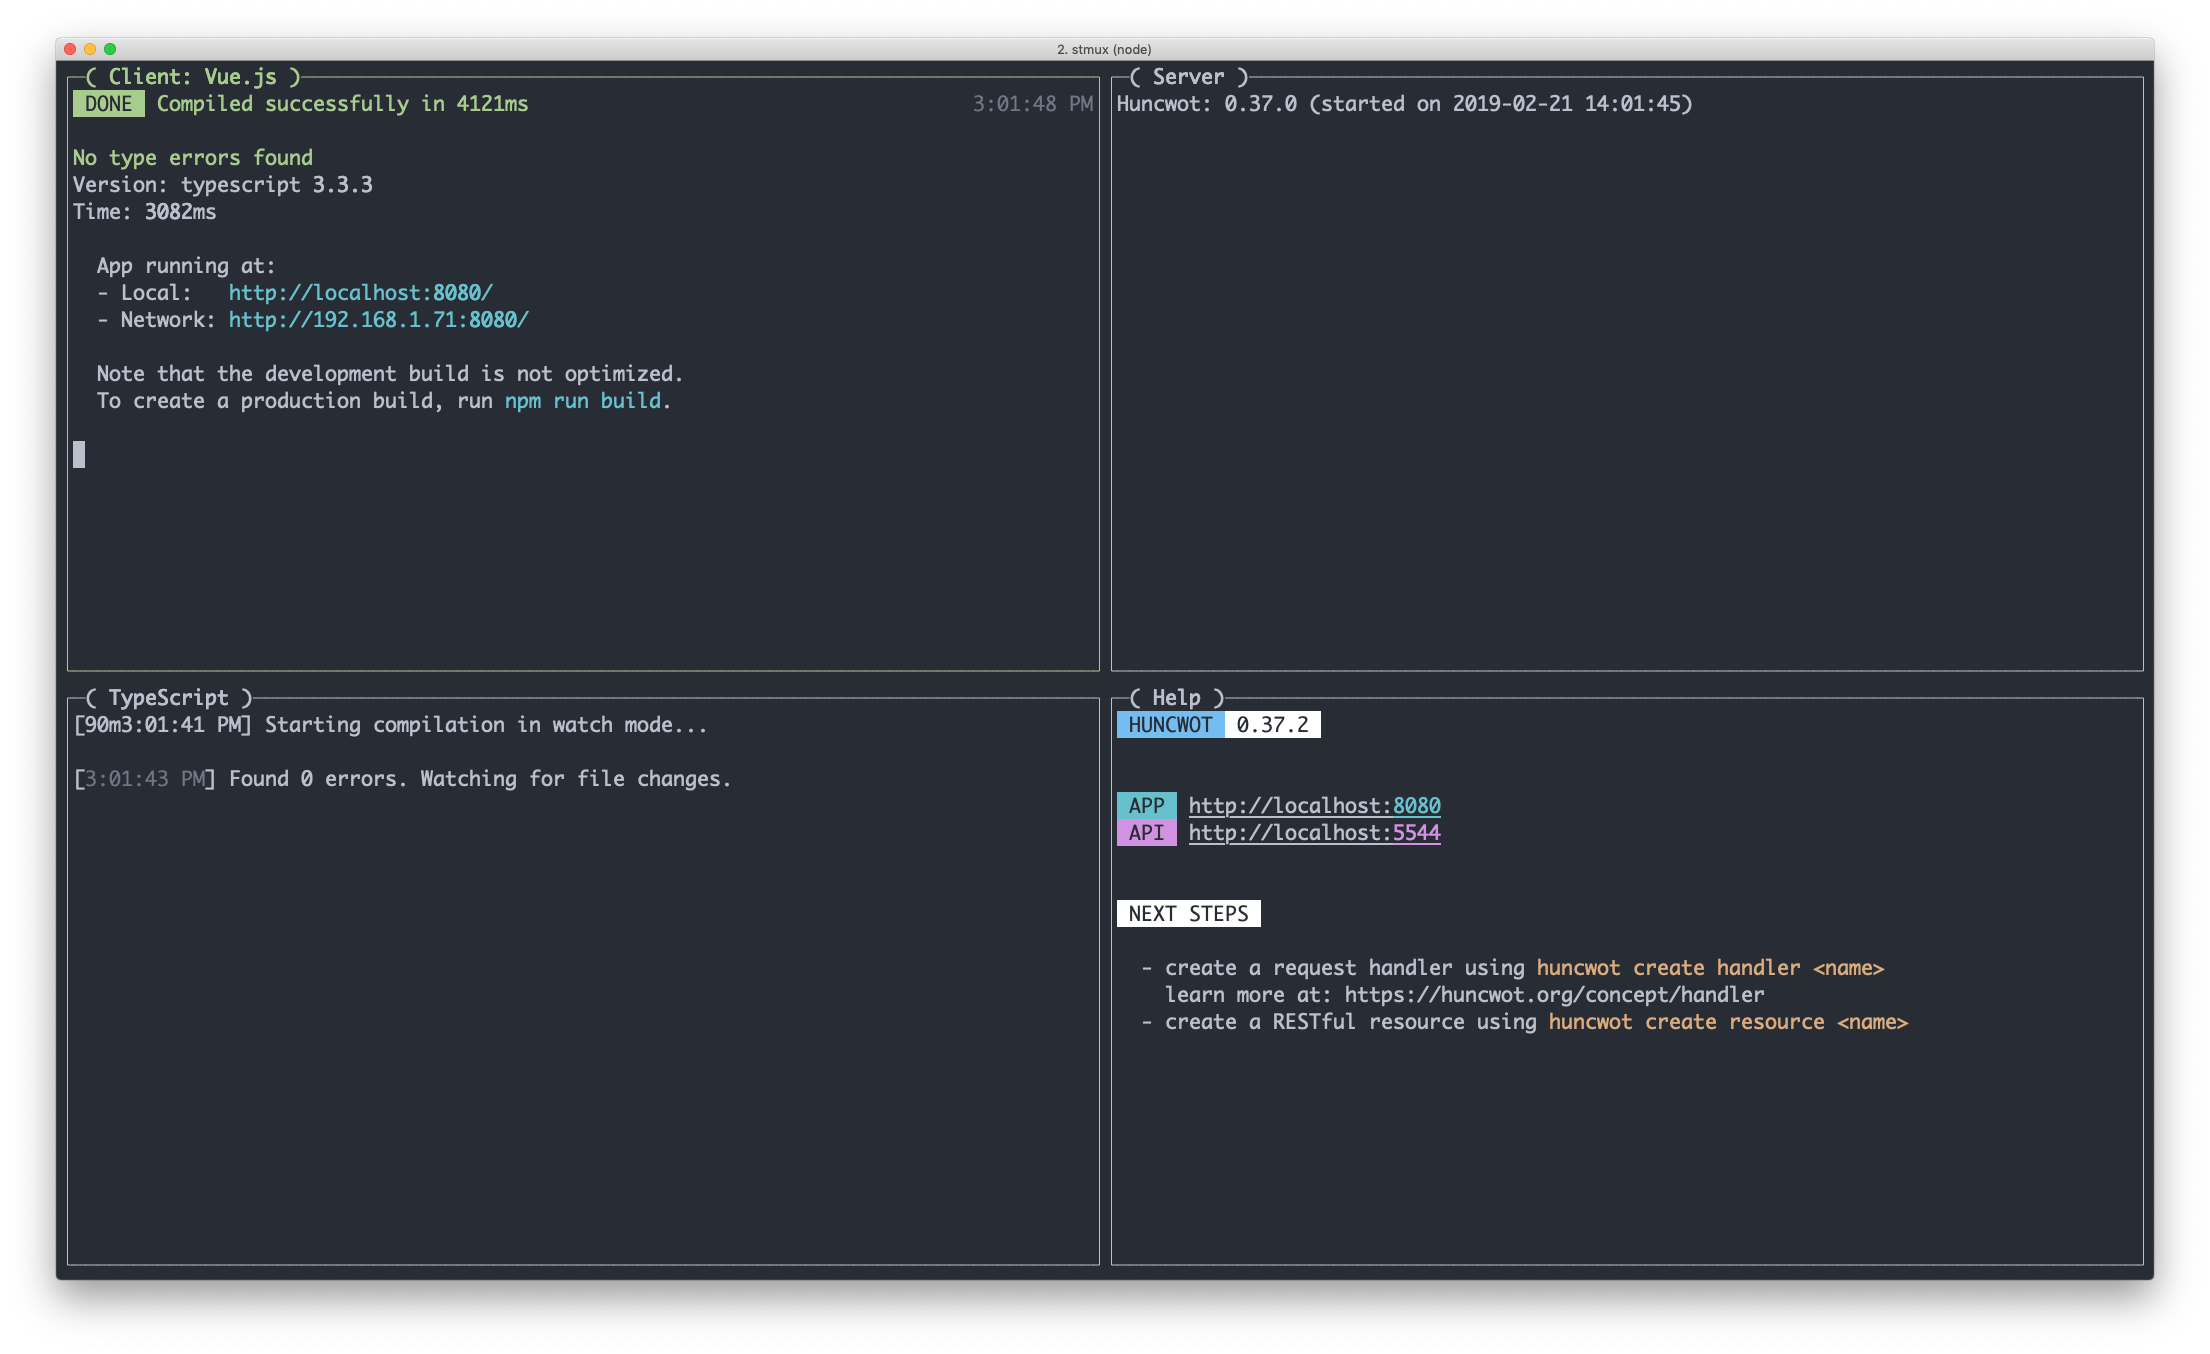 2. stmux (node)
( Client: Vue.js )
DONE Compiled successfully in 4121ms 3:01:48 PM
No type errors found
Version: typescript 3.3.3
Time: 3082ms
App running at:
- Local: http://localhost:8080/
- Network: http://192.168.1.71:8080/
Note that the development build is not optimized.
To create a production build, run npm run build.
( Server )
Huncwot: 0.37.0 (started on 2019-02-21 14:01:45)
( TypeScript )
[90m3:01:41 PM] Starting compilation in watch mode...
[3:01:43 PM] Found 0 errors. Watching for file changes.
( Help )
HUNCWOT 0.37.2
APP http://localhost:8080
API http://localhost:5544
NEXT STEPS
- create a request handler using huncwot create handler <name>
learn more at: https://huncwot.org/concept/handler
- create a RESTful resource using huncwot create resource <name>